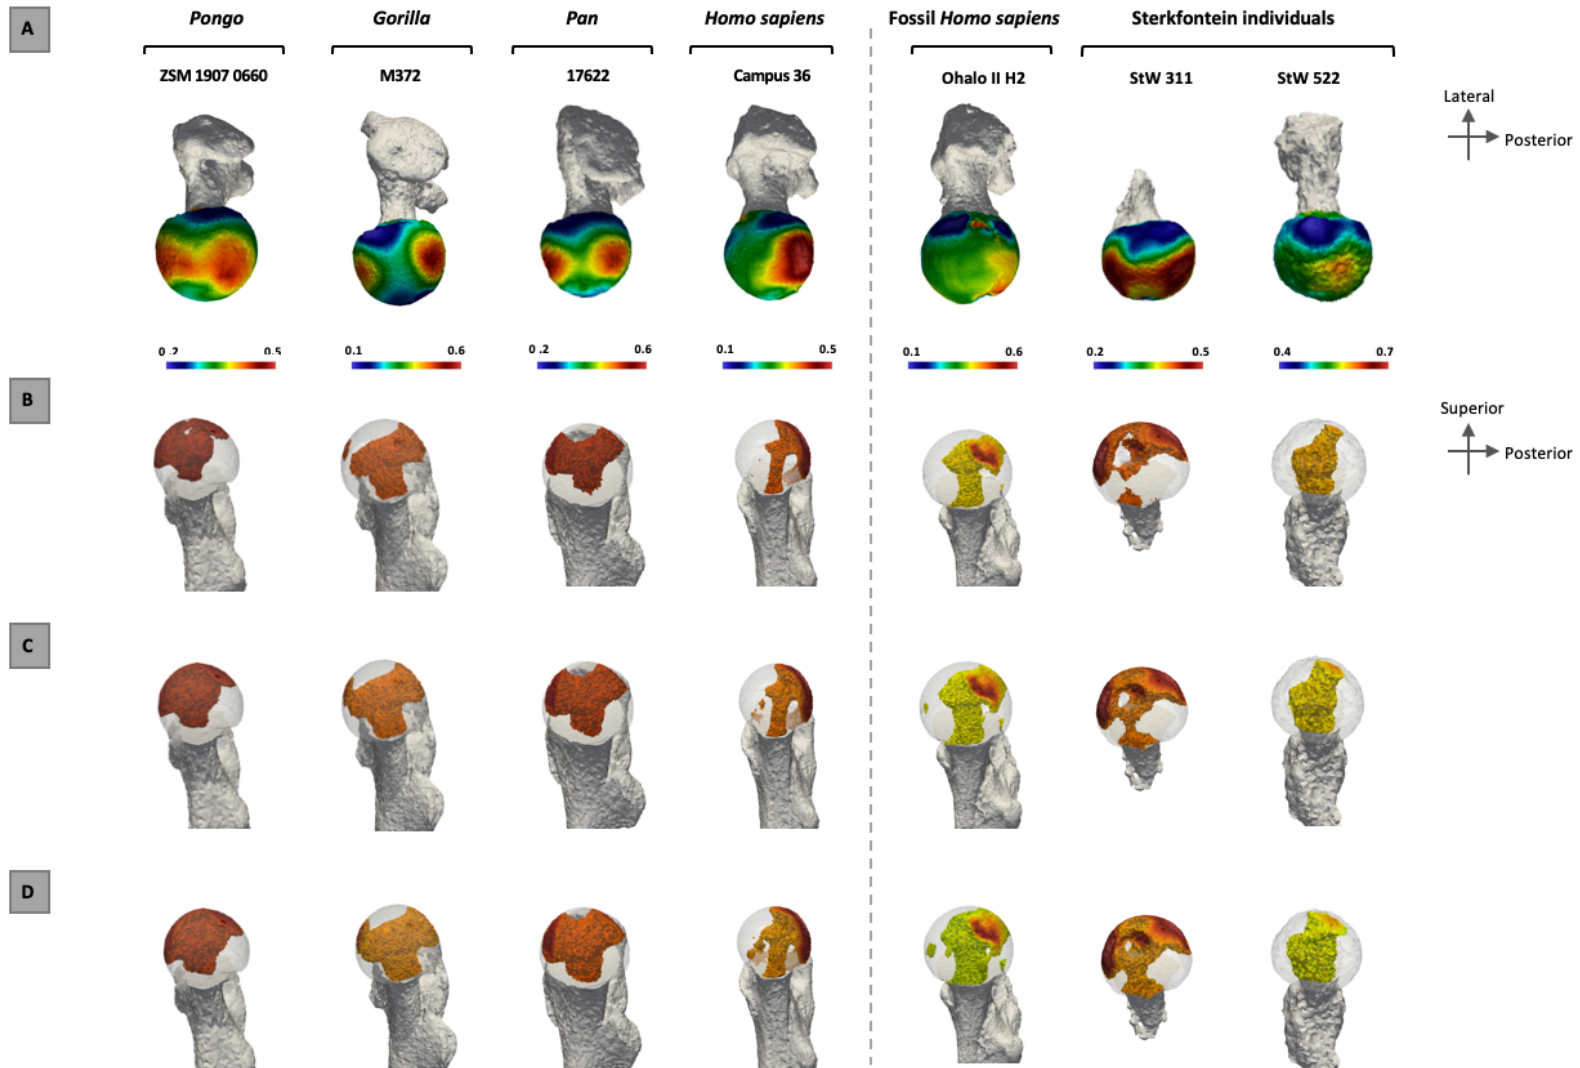 A
Pongo
Gorilla
Pan
Homo sapiens
Fossil Homo sapiens
Sterkfontein individuals
ZSM 1907 0660
M372
17622
Campus 36
Ohalo II H2
StW 311
StW 522
Lateral
Posterior
0.2 0.5
0.1 0.6
0.2 0.6
0.1 0.5
0.1 0.6
0.2 0.5
0.4 0.7
B
Superior
Posterior
C
D